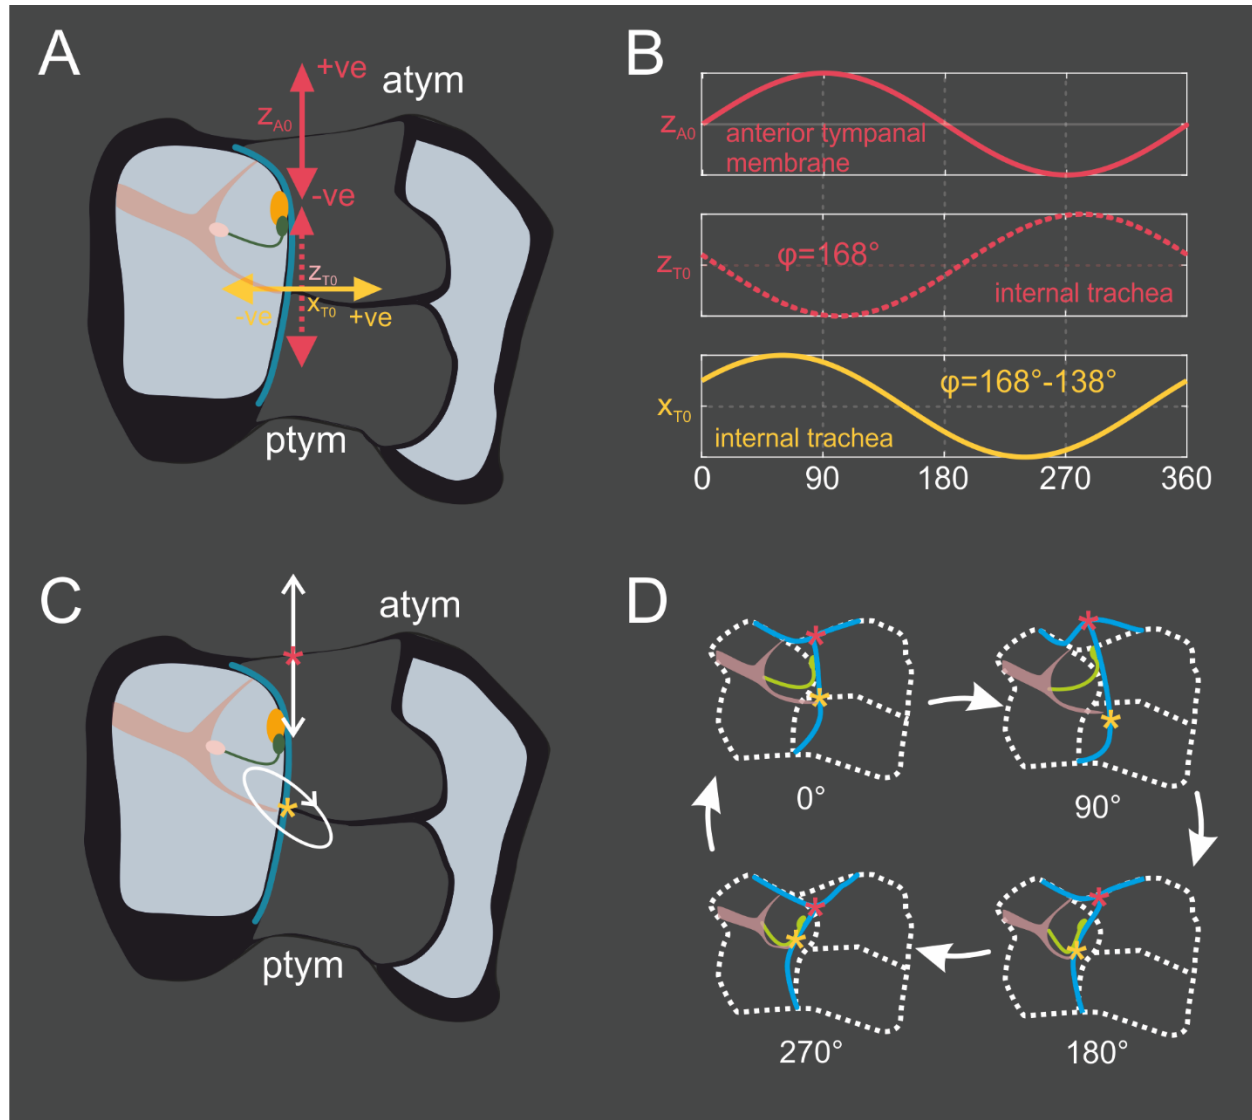 A
+ve
atym
z_A0
-ve
z_T0
x_T0
-ve
+ve
ptym
B
z_A0
anterior tympanal
membrane
z_T0
φ=168°
internal trachea
φ=168°-138°
x_T0
internal trachea
0 90 180 270 360
C
atym
*
*
ptym
D
*
*
*
*
0°
90°
*
*
*
*
270°
180°